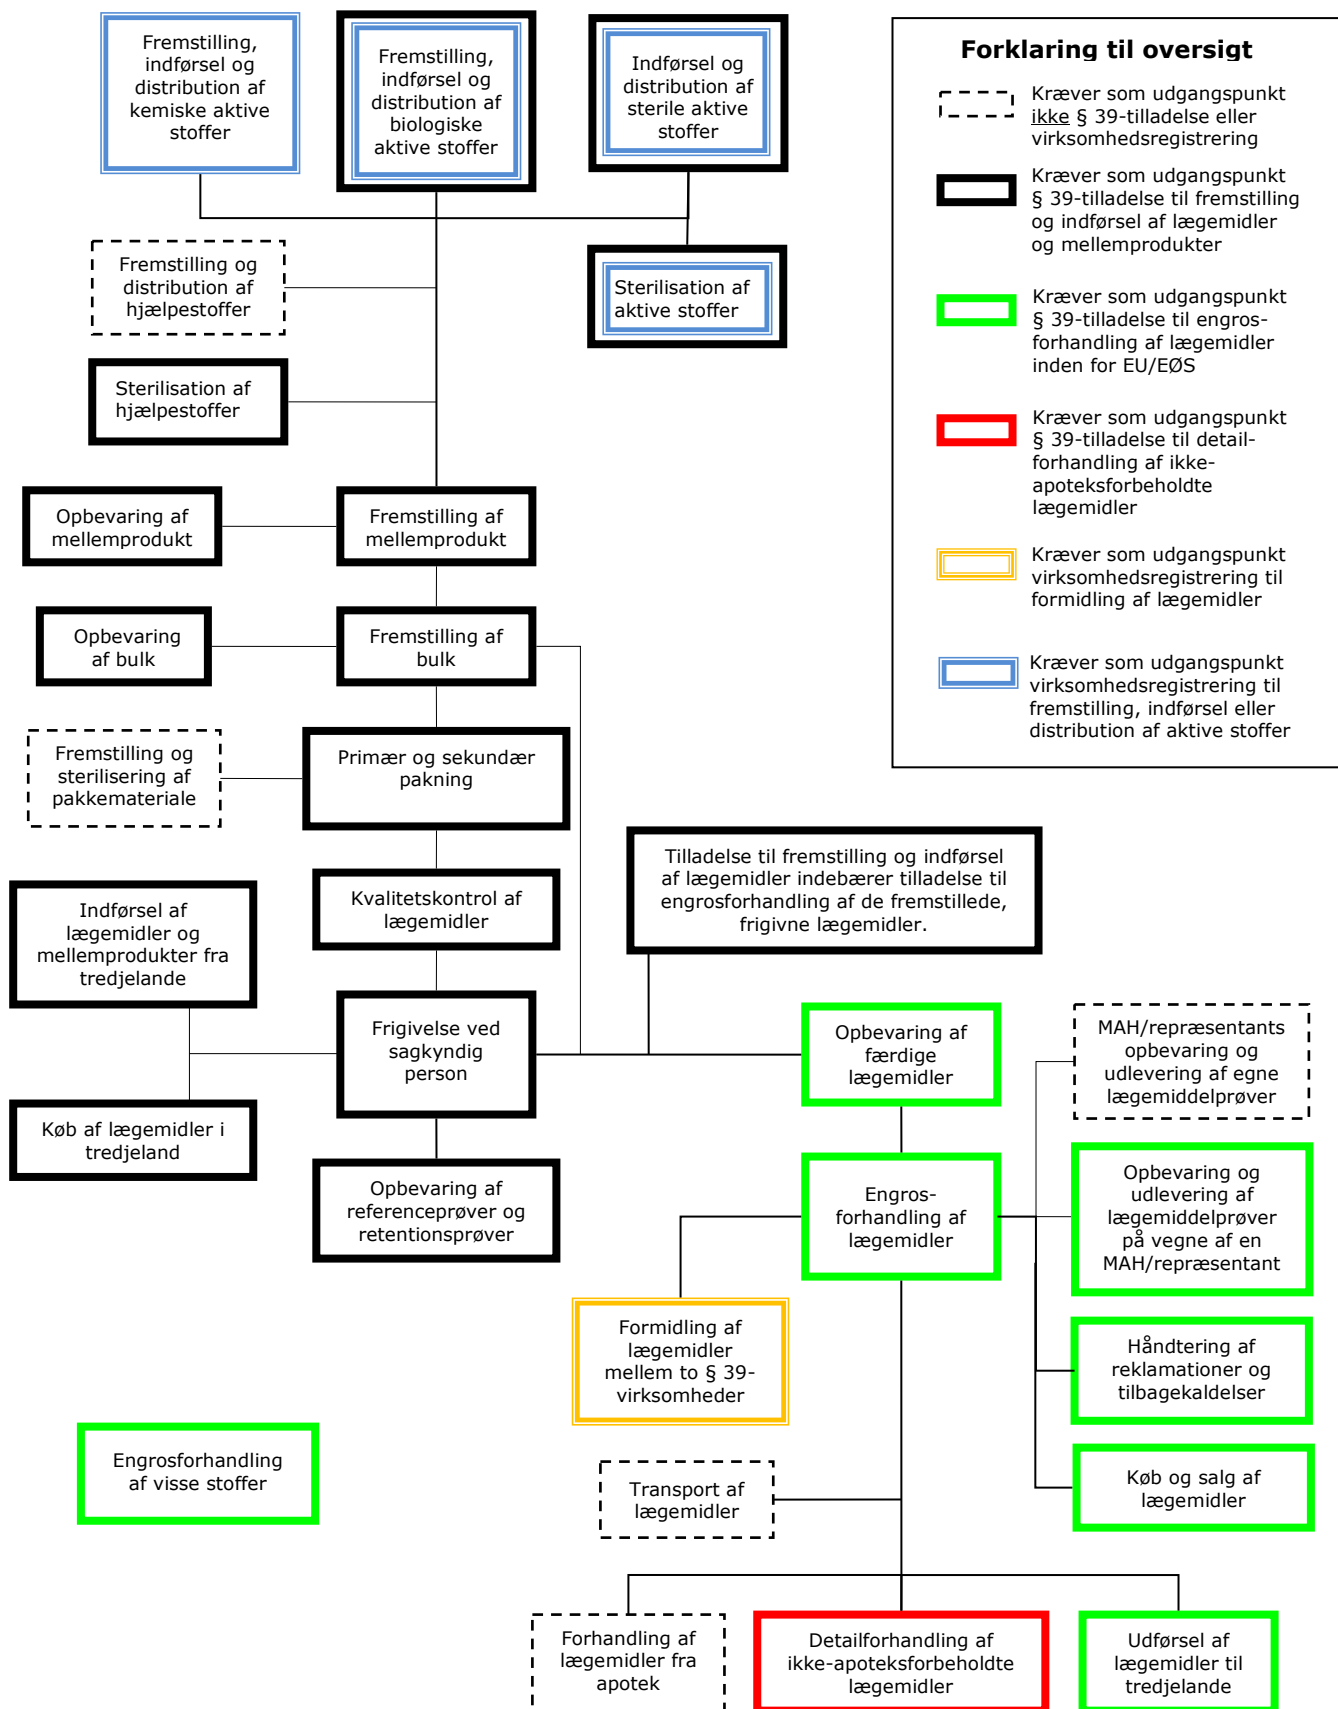 Fremstilling,
indførsel og
distribution af
kemiske aktive
stoffer
Fremstilling,
indførsel og
distribution af
biologiske
aktive stoffer
Indførsel og
distribution af
sterile aktive
stoffer
Fremstilling og
distribution af
hjælpestoffer
Sterilisation af
aktive stoffer
Sterilisation af
hjælpestoffer
Opbevaring af
mellemprodukt
Fremstilling af
mellemprodukt
Opbevaring
af bulk
Fremstilling af
bulk
Fremstilling og
sterilisering af
pakkemateriale
Primær og sekundær
pakning
Kvalitetskontrol af
lægemidler
Indførsel af
lægemidler og
mellemprodukter fra
tredjelande
Frigivelse ved
sagkyndig
person
Køb af lægemidler i
tredjeland
Opbevaring af
referenceprøver og
retentionsprøver
Tilladelse til fremstilling og indførsel
af lægemidler indebærer tilladelse til
engrosforhandling af de fremstillede,
frigivne lægemidler.
Opbevaring af
færdige
lægemidler
Engros-
forhandling af
lægemidler
MAH/repræsentants
opbevaring og
udlevering af egne
lægemiddelprøver
Opbevaring og
udlevering af
lægemiddelprøver
på vegne af en
MAH/repræsentant
Håndtering af
reklamationer og
tilbagekaldelser
Køb og salg af
lægemidler
Formidling af
lægemidler
mellem to § 39-
virksomheder
Engrosforhandling
af visse stoffer
Transport af
lægemidler
Forhandling af
lægemidler fra
apotek
Detailforhandling af
ikke-apoteksforbeholdte
lægemidler
Udførsel af
lægemidler til
tredjelande
Forklaring til oversigt
Kræver som udgangspunkt
ikke § 39-tilladelse eller
virksomhedsregistrering
Kræver som udgangspunkt
§ 39-tilladelse til fremstilling
og indførsel af lægemidler
og mellemprodukter
Kræver som udgangspunkt
§ 39-tilladelse til engros-
forhandling af lægemidler
inden for EU/EØS
Kræver som udgangspunkt
§ 39-tilladelse til detail-
forhandling af ikke-
apoteksforbeholdte
lægemidler
Kræver som udgangspunkt
virksomhedsregistrering til
formidling af lægemidler
Kræver som udgangspunkt
virksomhedsregistrering til
fremstilling, indførsel eller
distribution af aktive stoffer